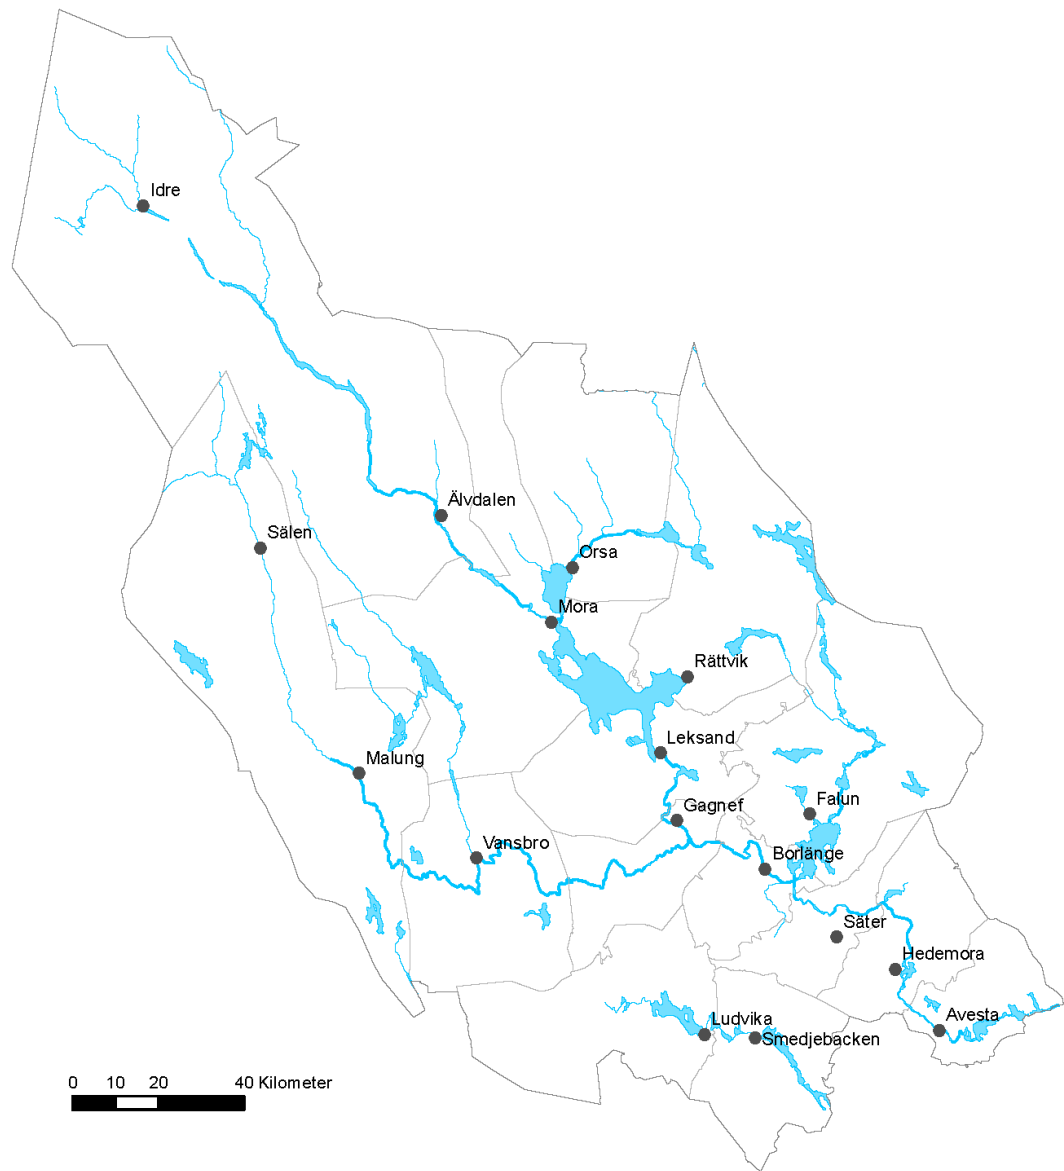 Idre
Älvdalen
Sälen
Orsa
Mora
Rättvik
Leksand
Malung
Gagnef
Falun
Vansbro
Borlänge
Säter
Hedemora
Avesta
Ludvika
Smedjebacken
0 10 20 40 Kilometer